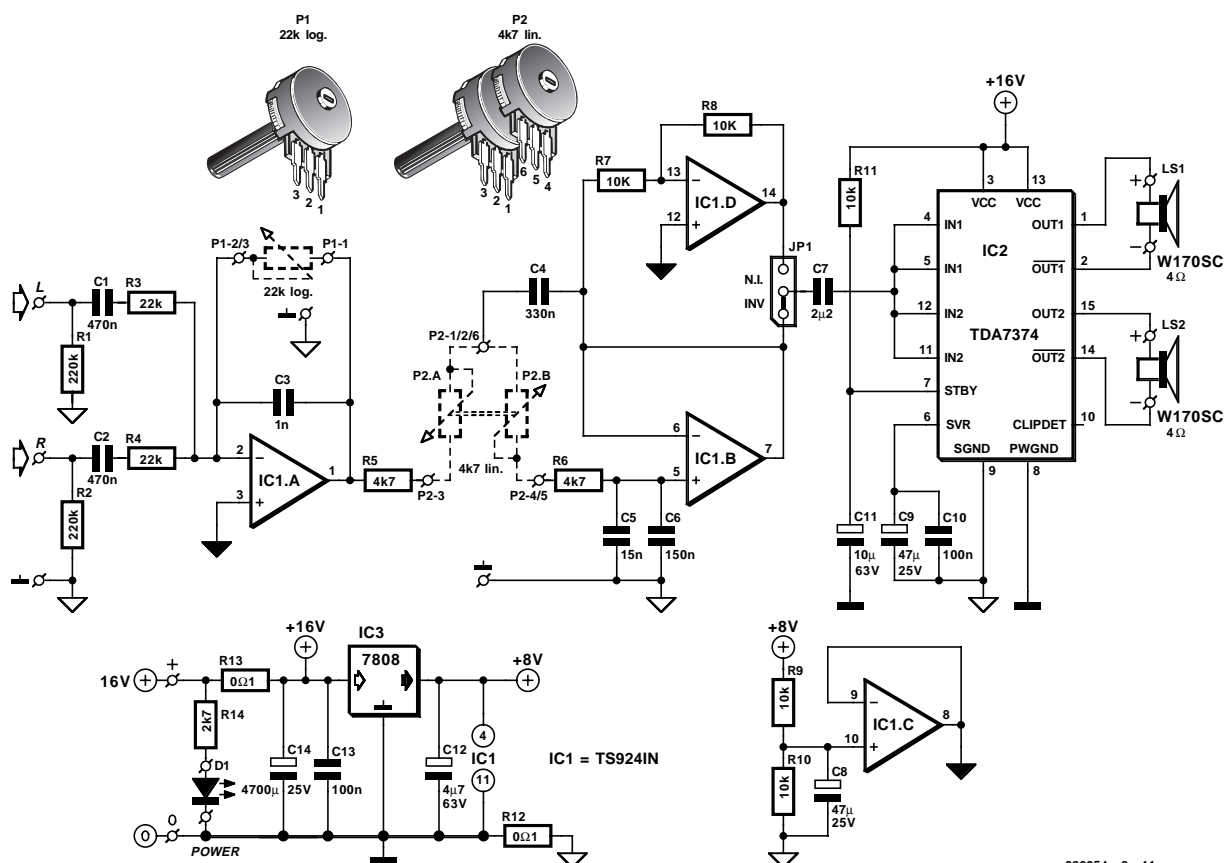 P1
22k log.
P2
4k7 lin.
3
2
1
3
2
1
6
5
4
P1-2/3
P1-1
22k log.
L
C1
470n
R3
22k
R1
220k
C3
1n
R
C2
470n
R4
22k
R2
220k
2
3
IC1.A
1
R5
4k7
P2-3
P2-1/2/6
P2.A
P2.B
4k7 lin.
P2-4/5
C4
330n
R6
4k7
C5
15n
C6
150n
6
5
IC1.B
7
R7
10K
R8
10K
13
12
IC1.D
14
JP1
N.I.
INV
C7
2µ2
+16V
R11
10k
3
VCC
13
VCC
4
IN1
5
IN1
12
IN2
11
IN2
7
STBY
6
SVR
IC2
TDA7374
OUT1
1
OUT1
2
OUT2
15
OUT2
14
CLIPDET
10
SGND
9
PWGND
8
LS1
+
–
W170SC
4Ω
LS2
+
–
W170SC
4Ω
C11
10µ
63V
C9
47µ
25V
C10
100n
16V
+
R13
0Ω1
+16V
IC3
7808
+8V
R14
2k7
D1
C14
4700µ
25V
C13
100n
C12
4µ7
63V
4
IC1
11
R12
0Ω1
0
0
POWER
IC1 = TS924IN
+8V
R9
10k
R10
10k
C8
47µ
25V
9
10
IC1.C
8